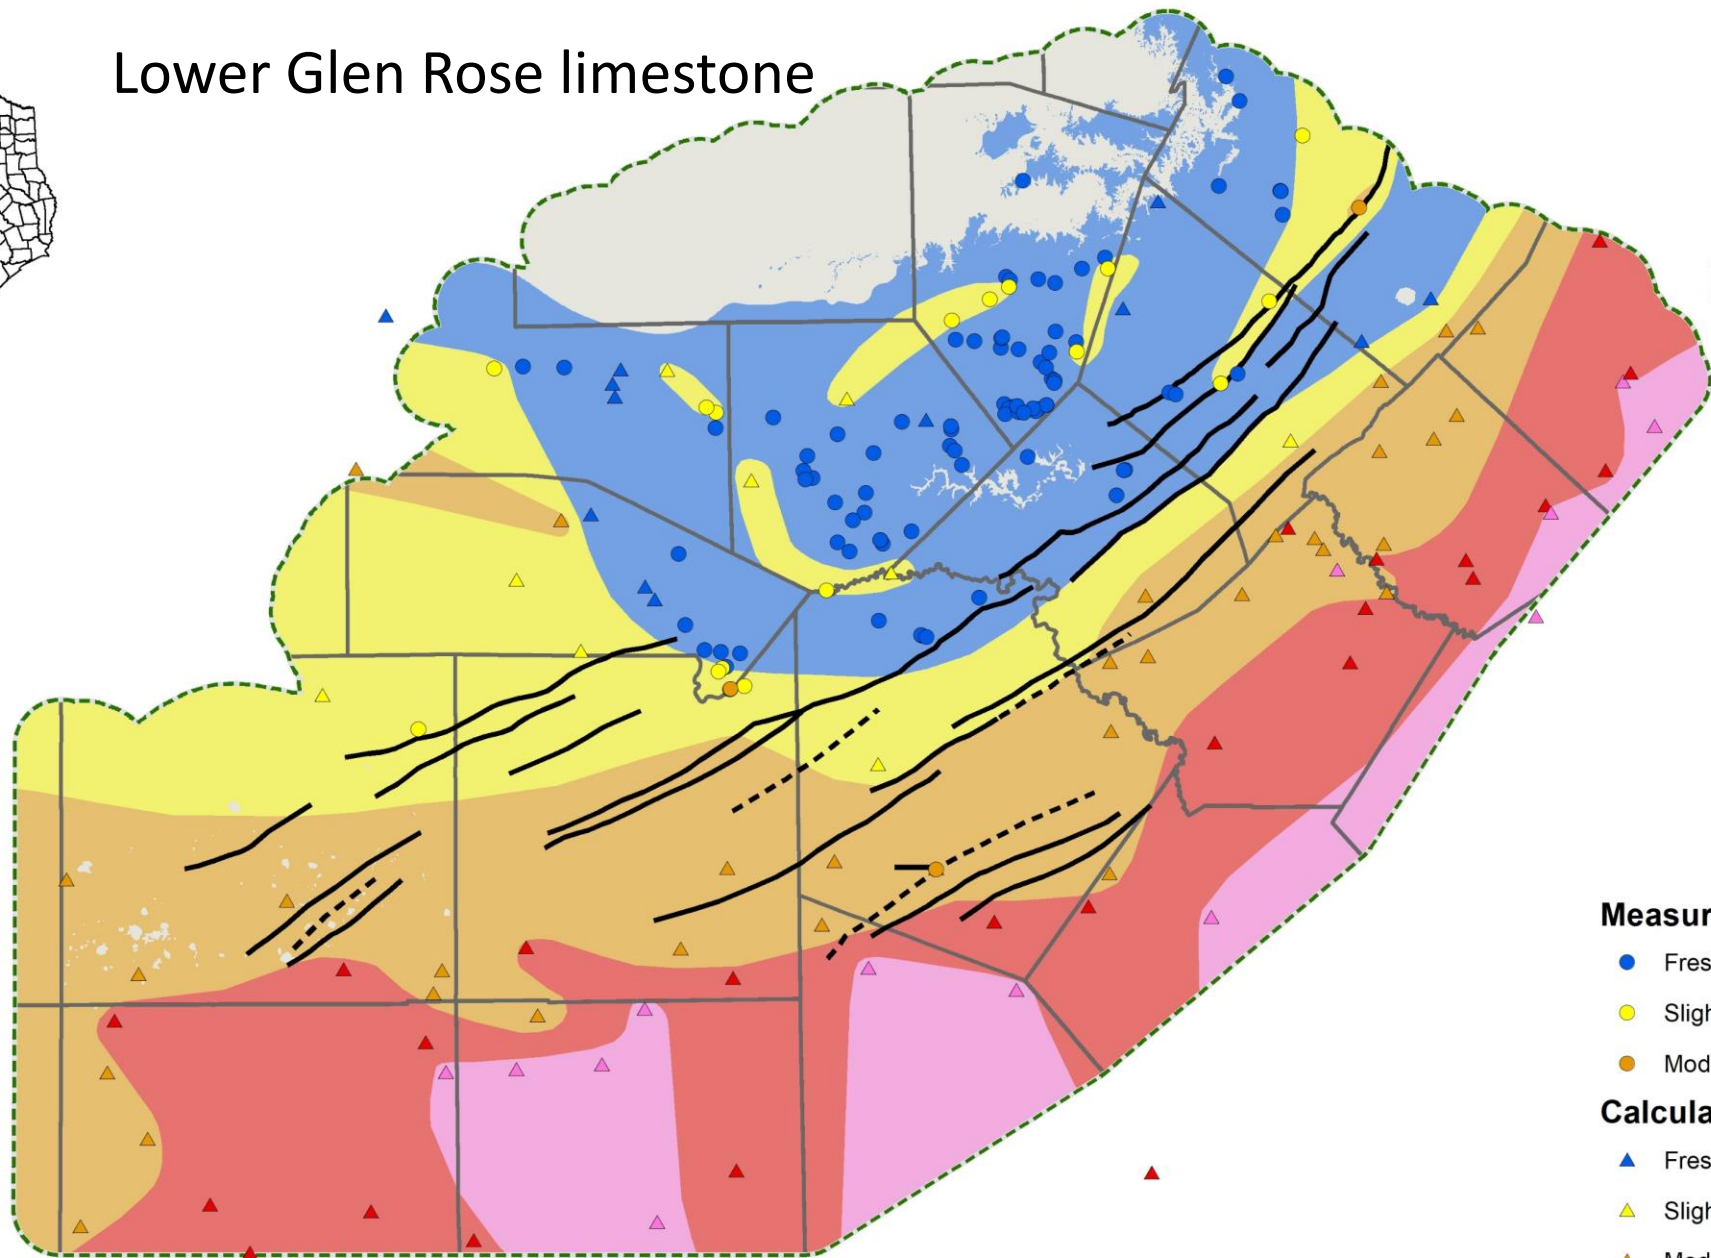 Lower Glen Rose limestone
Measur
Fres
Sligh
Mod
Calcula
Fres
Sligh